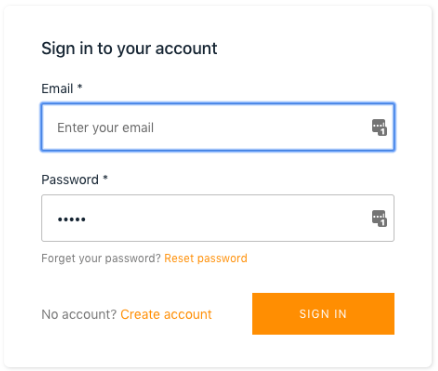 Sign in to your account
Email *
Enter your email
Password *
•••••
Forget your password? Reset password
No account? Create account
SIGN IN